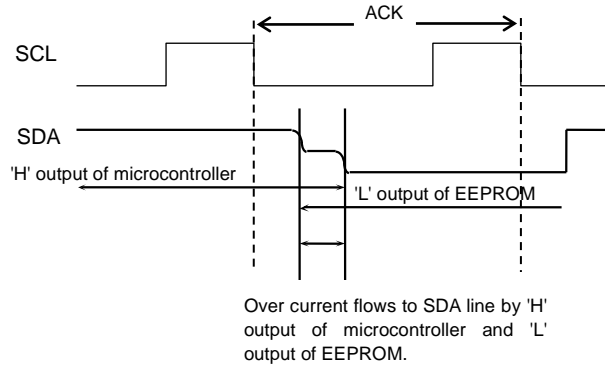 ACK
SCL
SDA
'H' output of microcontroller
'L' output of EEPROM
Over current flows to SDA line by 'H'
output of microcontroller and 'L'
output of EEPROM.